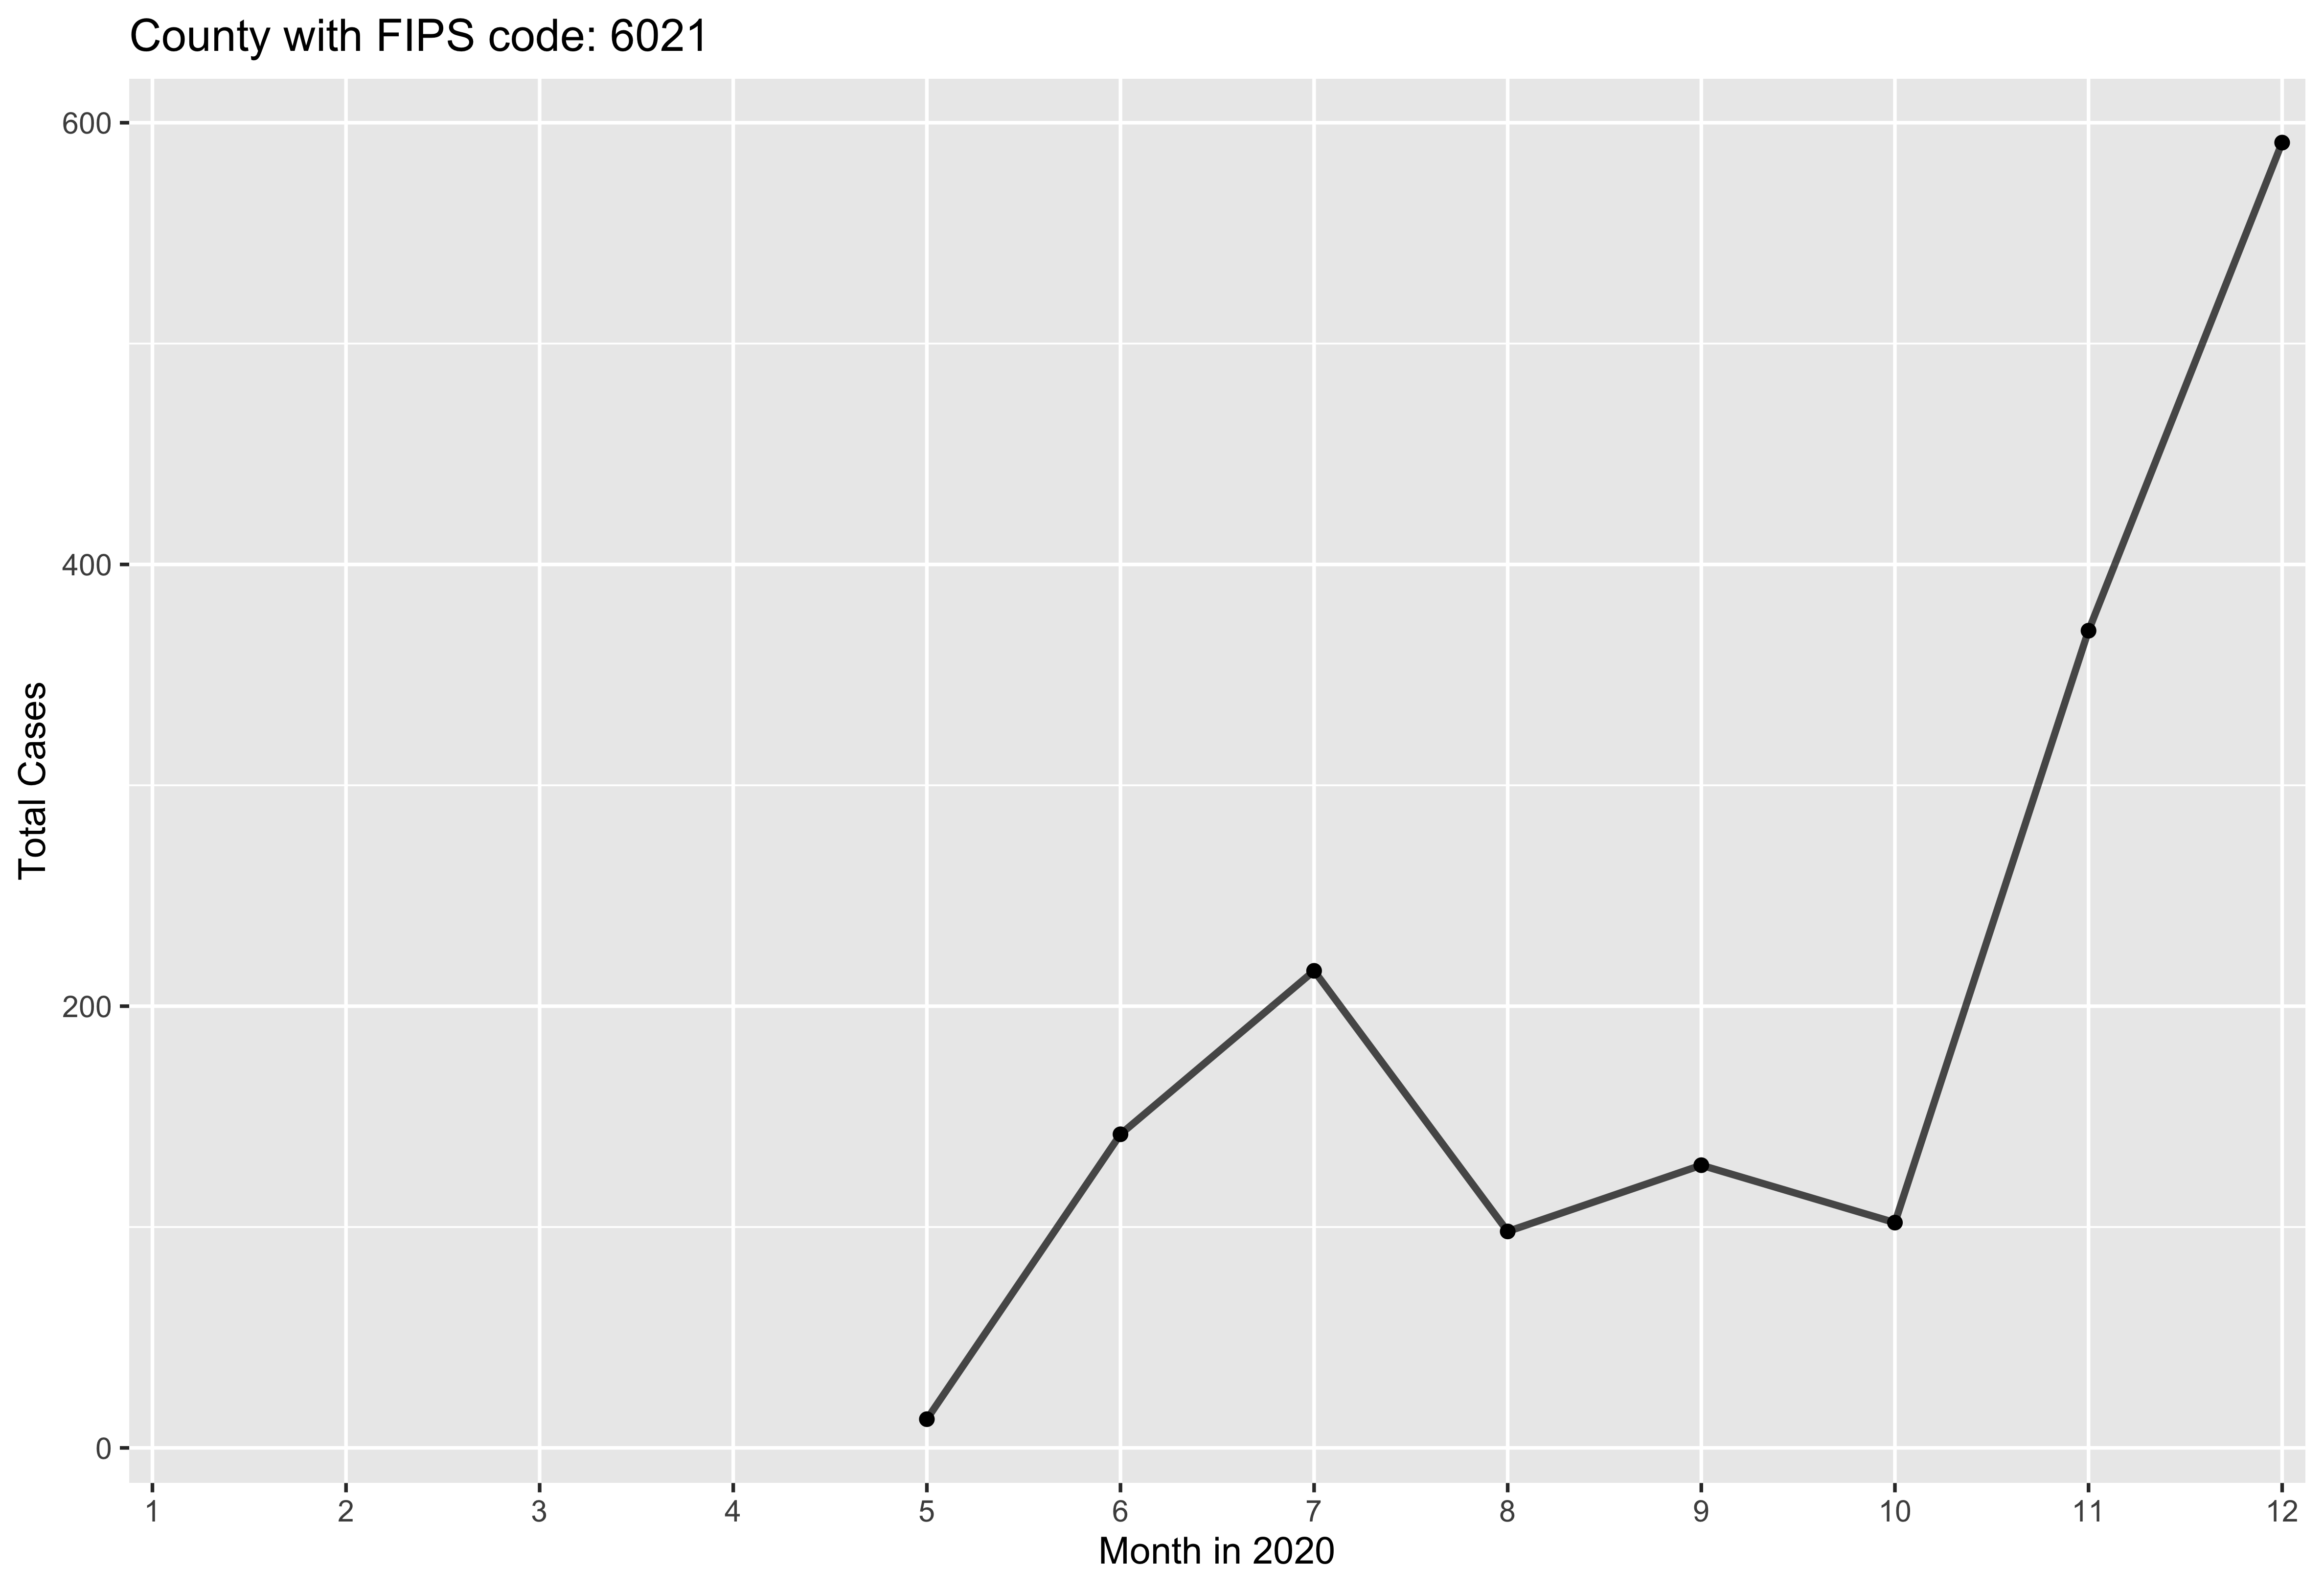 County with FIPS code: 6021
600
400
200
0
Total Cases
1 2 3 4 5 6 7 8 9 10 11 12
Month in 2020